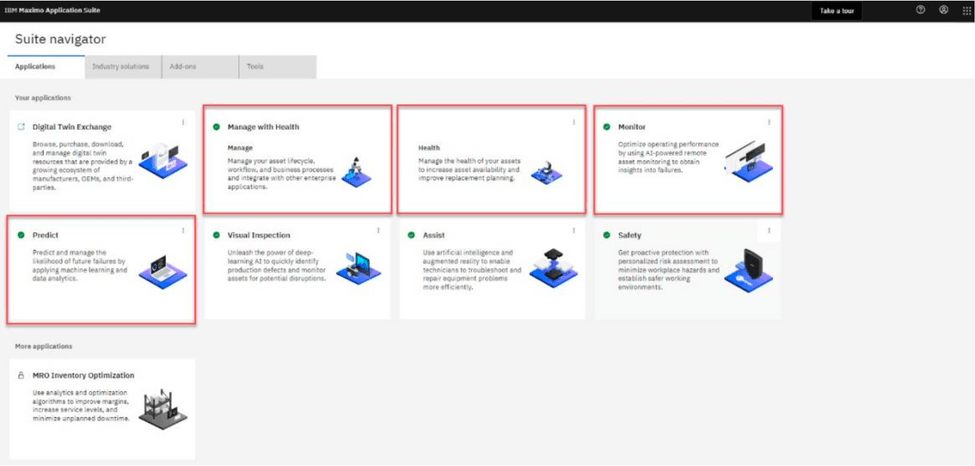 IBM Maximo Application Suite
Take a tour
Suite navigator
Applications
Industry solutions
Add-ons
Tools
Your applications
Digital Twin Exchange
Browse, purchase, download,
and manage digital twin
resources that are provided by a
growing ecosystem of
manufacturers, OEMs, and third-
parties.
Manage with Health
Manage
Manage your asset lifecycle,
workflow, and business processes
and integrate with other enterprise
applications.
Health
Manage the health of your assets
to increase asset availability and
improve replacement planning.
Monitor
Optimize operating performance
by using AI-powered remote
asset monitoring to obtain
insights into failures.
Predict
Predict and manage the
likelihood of future failures by
applying machine learning and
data analytics.
Visual Inspection
Unleash the power of deep-
learning AI to quickly identify
production defects and monitor
assets for potential disruptions.
Assist
Use artificial intelligence and
augmented reality to enable
technicians to troubleshoot and
repair equipment problems
more efficiently.
Safety
Get proactive protection with
personalized risk assessment to
minimize workplace hazards and
establish safer working
environments.
More applications
MRO Inventory Optimization
Use analytics and optimization
algorithms to improve margins,
increase service levels, and
minimize unplanned downtime.